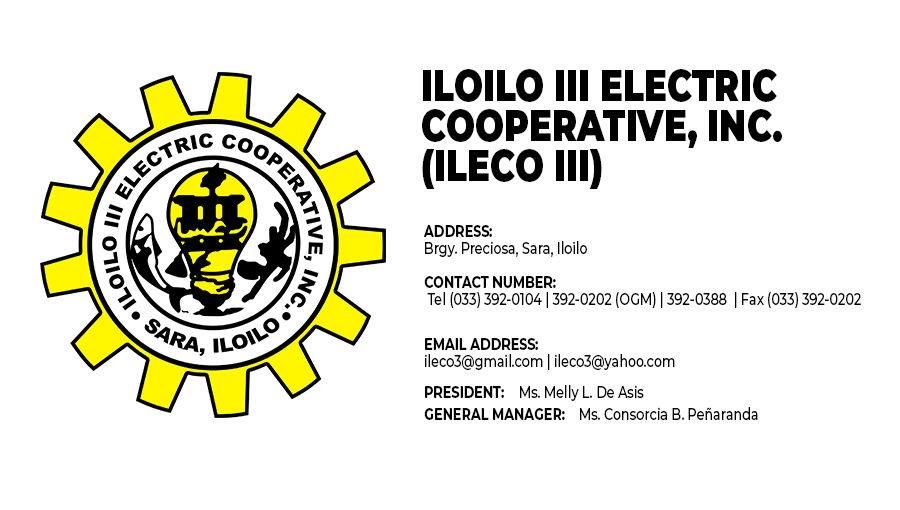 ILOILO III ELECTRIC COOPERATIVE, INC.
• SARA, ILOILO •
III
ILOILO III ELECTRIC
COOPERATIVE, INC.
(ILECO III)
ADDRESS:
Brgy. Preciosa, Sara, Iloilo
CONTACT NUMBER:
Tel (033) 392-0104 | 392-0202 (OGM) | 392-0388 | Fax (033) 392-0202
EMAIL ADDRESS:
ileco3@gmail.com | ileco3@yahoo.com
PRESIDENT: Ms. Melly L. De Asis
GENERAL MANAGER: Ms. Consorcia B. Peñaranda